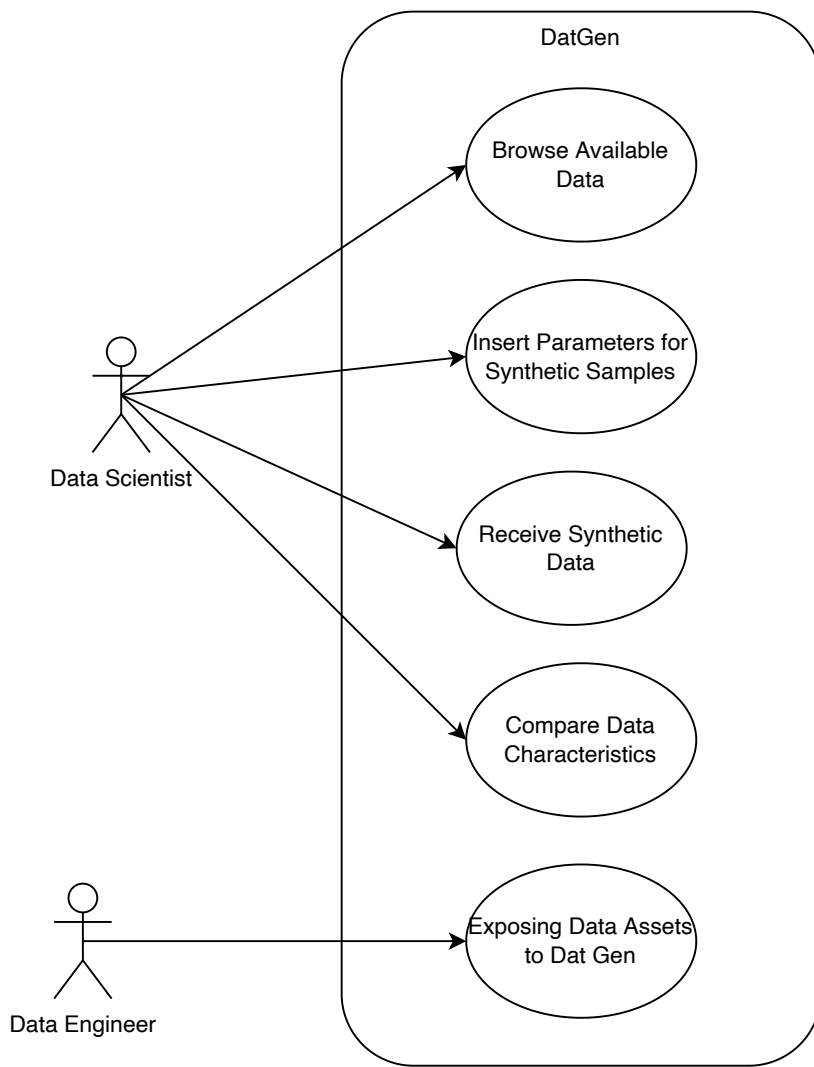 DatGen
Browse Available
Data
Insert Parameters for
Synthetic Samples
Data Scientist
Receive Synthetic
Data
Compare Data
Characteristics
Exposing Data Assets
to Dat Gen
Data Engineer